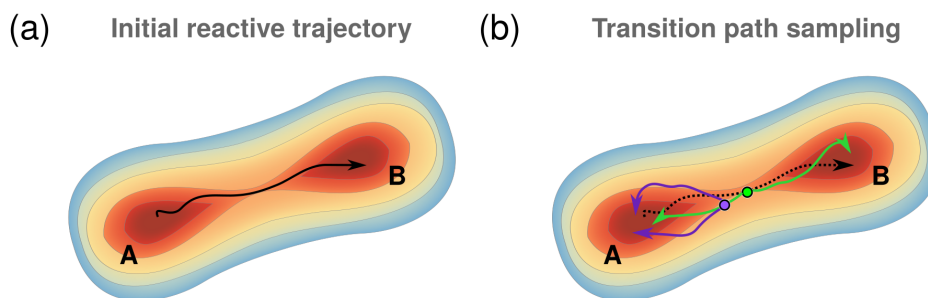 (a) Initial reactive trajectory
(b) Transition path sampling
A
B
A
B